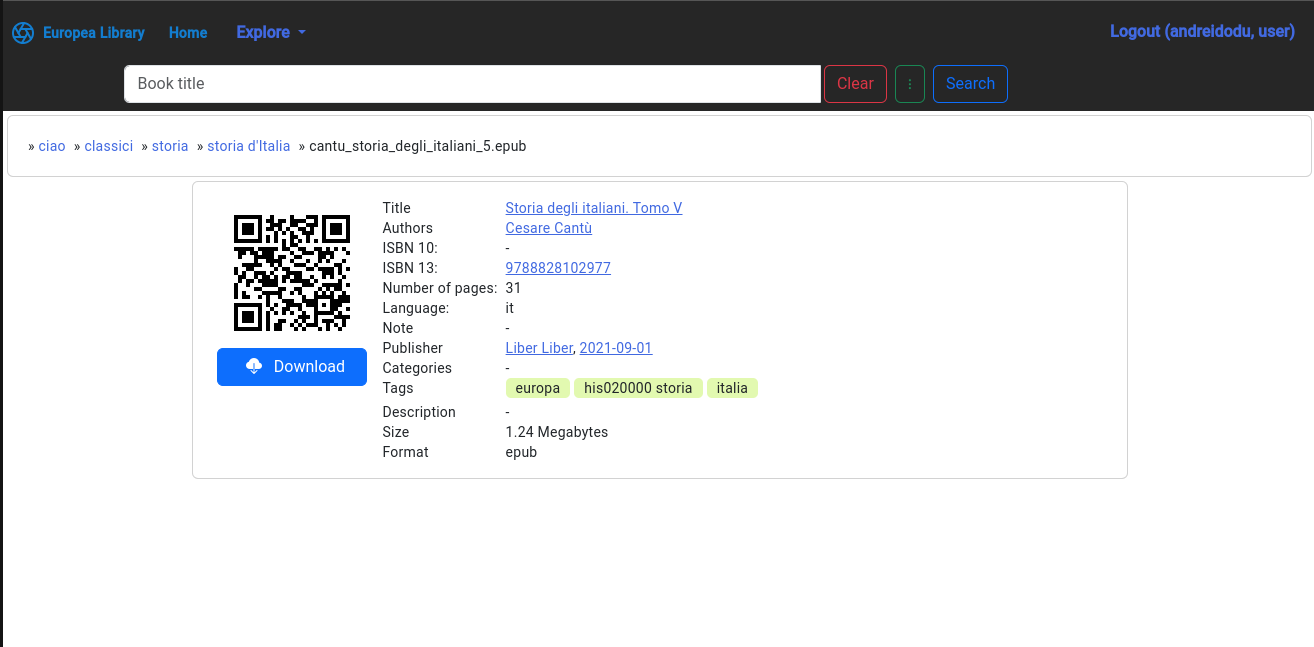 Europea Library Home Explore Logout (andreidodu, user)
Book title Clear Search
» ciao » classici » storia » storia d'Italia » cantu_storia_degli_italiani_5.epub
Title Storia degli italiani. Tomo V
Authors Cesare Cantù
ISBN 10: -
ISBN 13: 9788828102977
Number of pages: 31
Language: it
Note -
Publisher Liber Liber, 2021-09-01
Download
Categories -
Tags europa his020000 storia italia
Description -
Size 1.24 Megabytes
Format epub